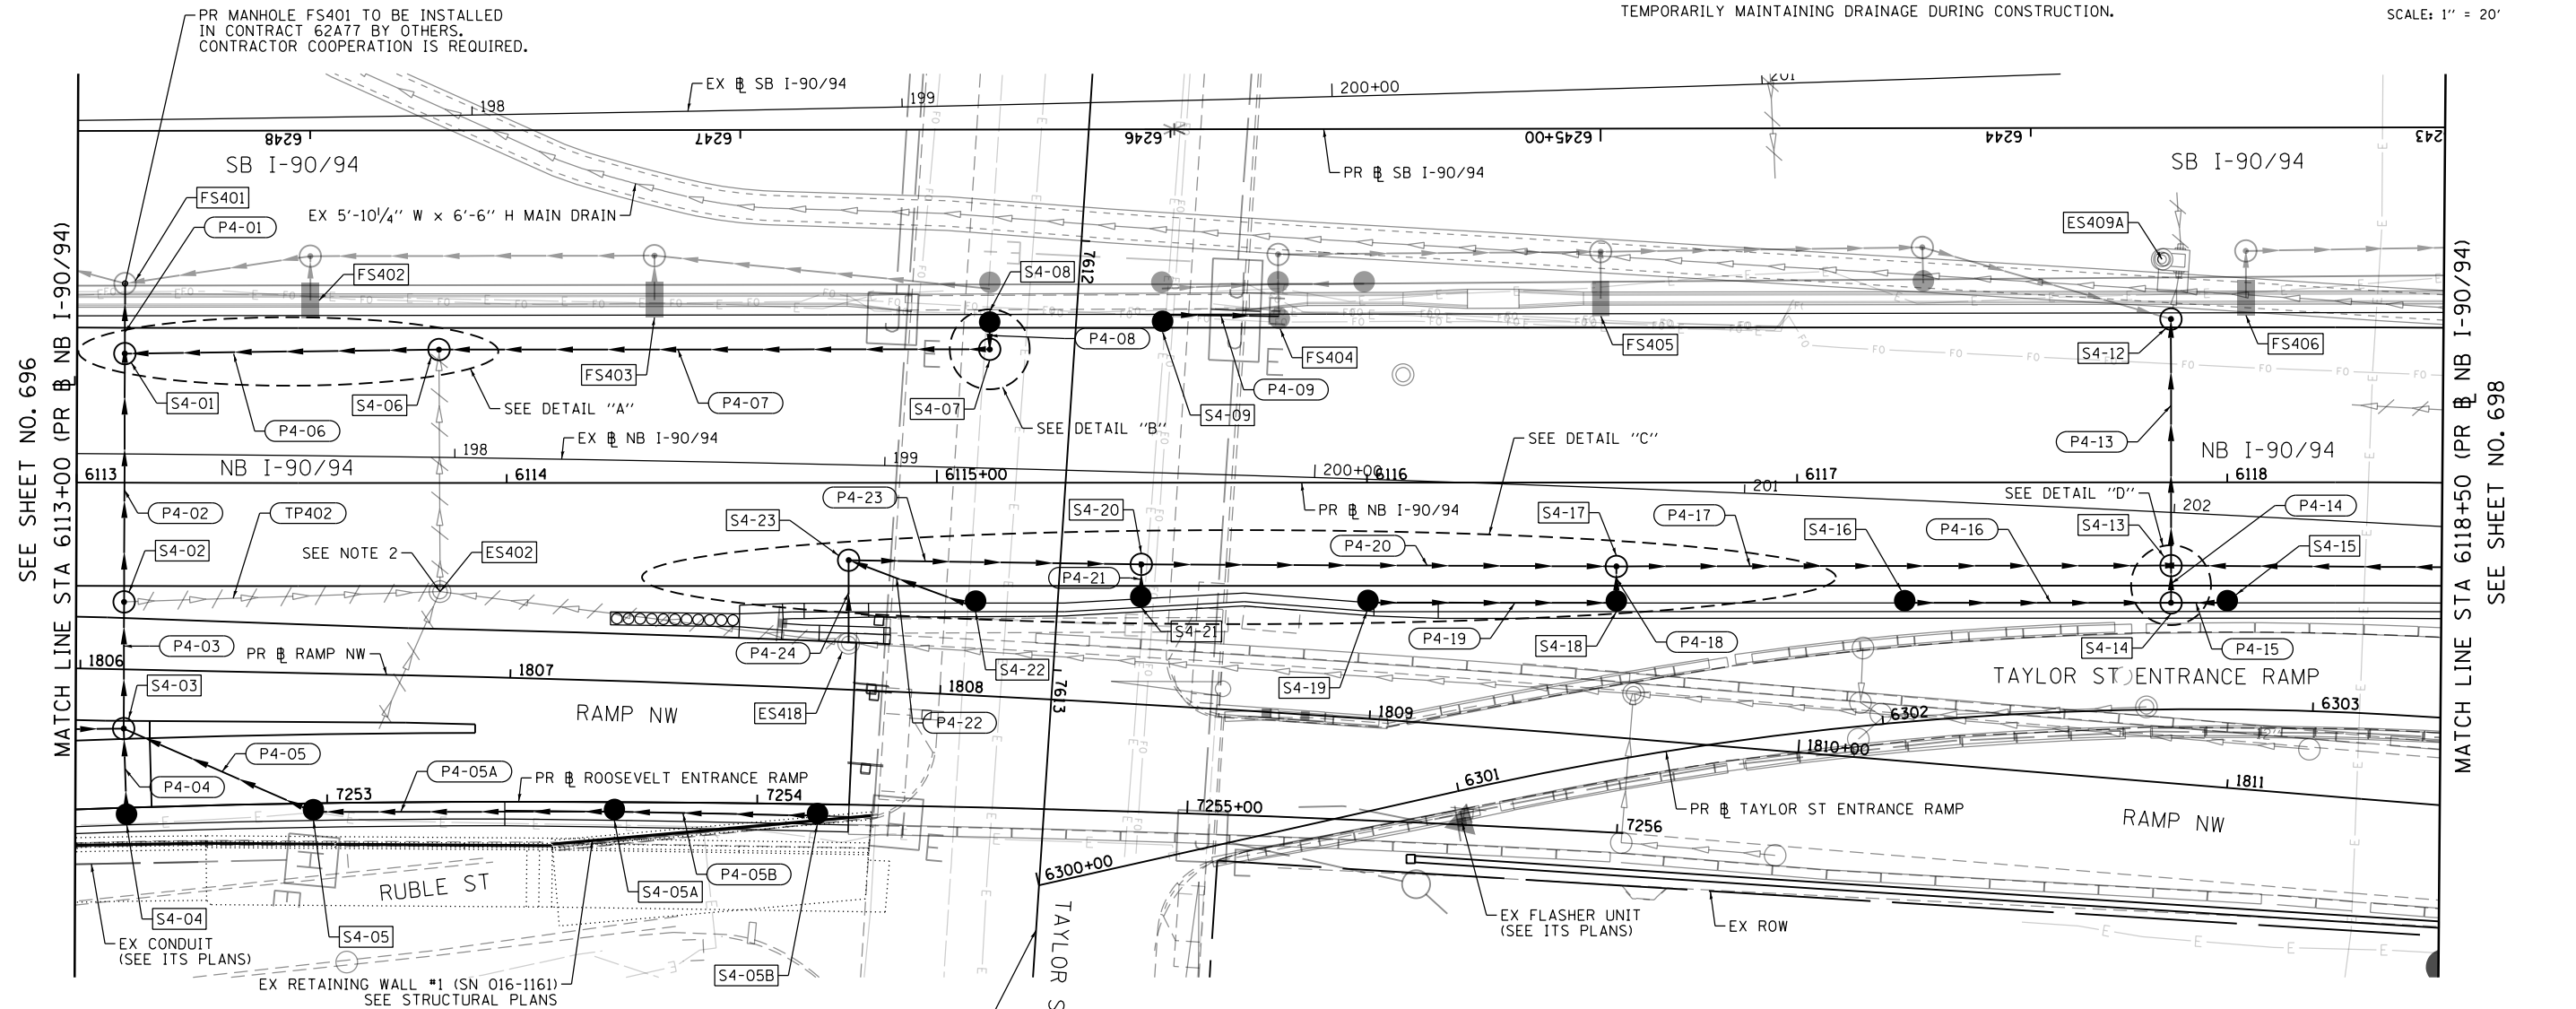 PR MANHOLE FS401 TO BE INSTALLED
IN CONTRACT 62A77 BY OTHERS.
CONTRACTOR COOPERATION IS REQUIRED.
TEMPORARILY MAINTAINING DRAINAGE DURING CONSTRUCTION.
SCALE: 1" = 20'
EX ℄ SB I-90/94
198
199
200+00
201
6248
6247
6246
6245+00
6244
243
SB I-90/94
SB I-90/94
PR ℄ SB I-90/94
FS401
P4-01
EX 5'-10¼" W x 6'-6" H MAIN DRAIN
ES409A
FS402
S4-08
7612
P4-08
FS403
FS404
FS405
FS406
S4-12
S4-01
S4-06
P4-06
SEE DETAIL "A"
P4-07
S4-07
SEE DETAIL "B"
P4-09
S4-09
P4-13
EX ℄ NB I-90/94
SEE DETAIL "C"
198
199
200+00
201
202
NB I-90/94
NB I-90/94
6113
6114
6115+00
6116
6117
6118
PR ℄ NB I-90/94
SEE DETAIL "D"
P4-02
TP402
P4-23
S4-23
S4-20
S4-17
P4-17
S4-16
P4-16
S4-13
P4-14
S4-15
S4-02
SEE NOTE 2
ES402
P4-20
P4-21
P4-03
PR ℄ RAMP NW
P4-24
S4-21
S4-22
P4-19
S4-18
P4-18
S4-19
S4-14
P4-15
TAYLOR ST ENTRANCE RAMP
1806
1807
1808
1809
1810+00
1811
S4-03
RAMP NW
ES418
P4-22
7613
6300+00
6301
6302
6303
P4-05
P4-04
P4-05A
PR ℄ ROOSEVELT ENTRANCE RAMP
7253
7254
7255+00
7256
PR ℄ TAYLOR ST ENTRANCE RAMP
RAMP NW
RUBLE ST
P4-05B
S4-05A
S4-04
S4-05
S4-05B
EX CONDUIT
(SEE ITS PLANS)
EX RETAINING WALL #1 (SN 016-1161)
SEE STRUCTURAL PLANS
TAYLOR S
EX FLASHER UNIT
(SEE ITS PLANS)
EX ROW
SEE SHEET NO. 696
MATCH LINE STA 6113+00 (PR ℄ NB I-90/94)
MATCH LINE STA 6118+50 (PR ℄ NB I-90/94)
SEE SHEET NO. 698